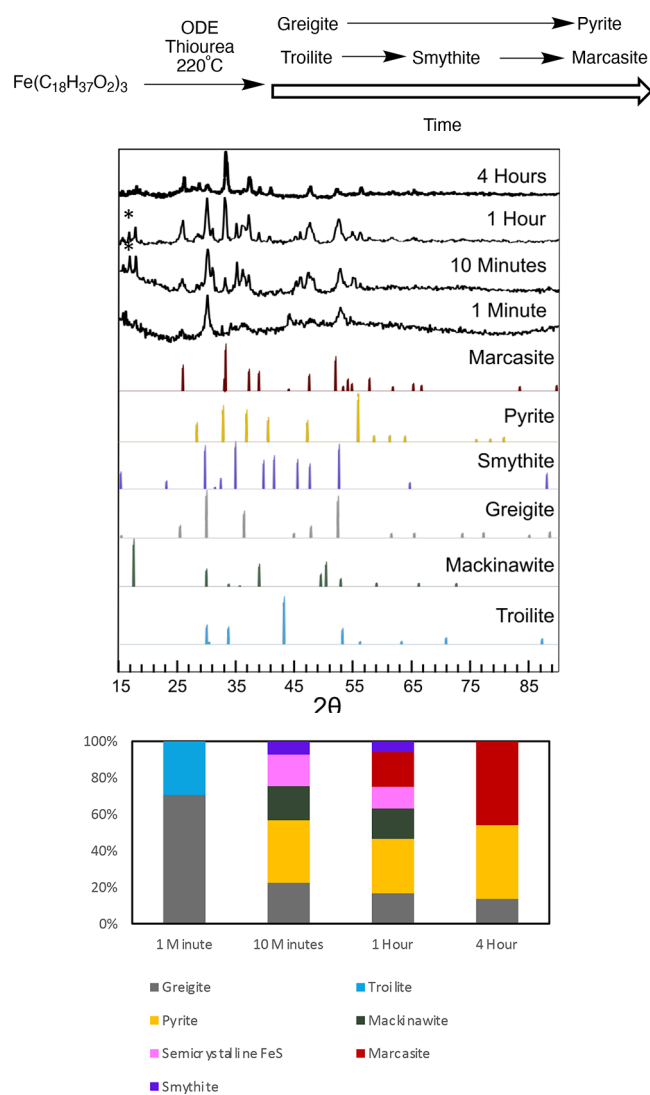 ODE
Thiourea
220°C
Greigite Pyrite
Troilite Smythite Marcasite
Fe(C18H37O2)3
Time
4 Hours
*
1 Hour
*
10 Minutes
1 Minute
Marcasite
Pyrite
Smythite
Greigite
Mackinawite
Troilite
15 25 35 45 55 65 75 85
2θ
100%
80%
60%
40%
20%
0%
1 Minute 10 Minutes 1 Hour 4 Hour
Greigite Troilite
Pyrite Mackinawite
Semicrystalline FeS Marcasite
Smythite